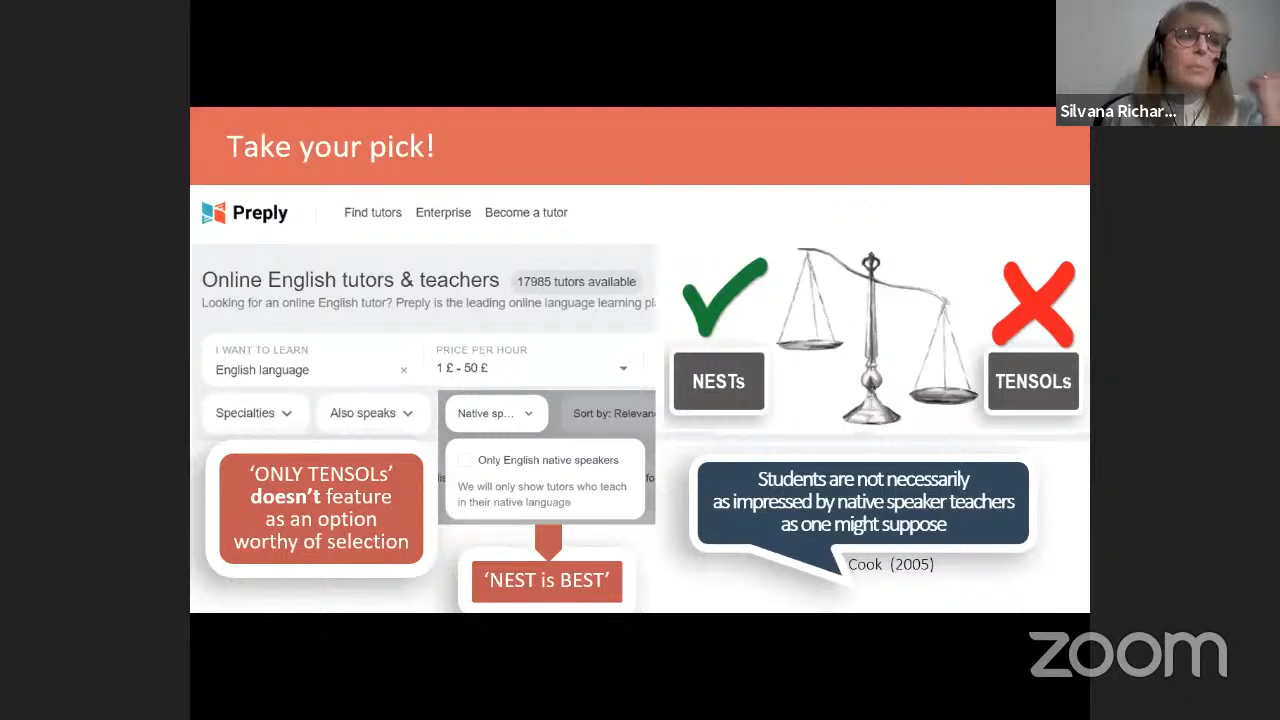 Silvana Richar...
Take your pick!
Preply
Find tutors Enterprise Become a tutor
Online English tutors & teachers 17985 tutors available
Looking for an online English tutor? Preply is the leading online language learning pl
I WANT TO LEARN
English language ×
PRICE PER HOUR
1 £ - 50 £
Specialties
Also speaks
Native sp...
Sort by: Relevan
Only English native speakers
We will only show tutors who teach
in their native language
'ONLY TENSOLs'
doesn't feature
as an option
worthy of selection
'NEST is BEST'
NESTs
TENSOLs
Students are not necessarily
as impressed by native speaker teachers
as one might suppose
Cook (2005)
zoom